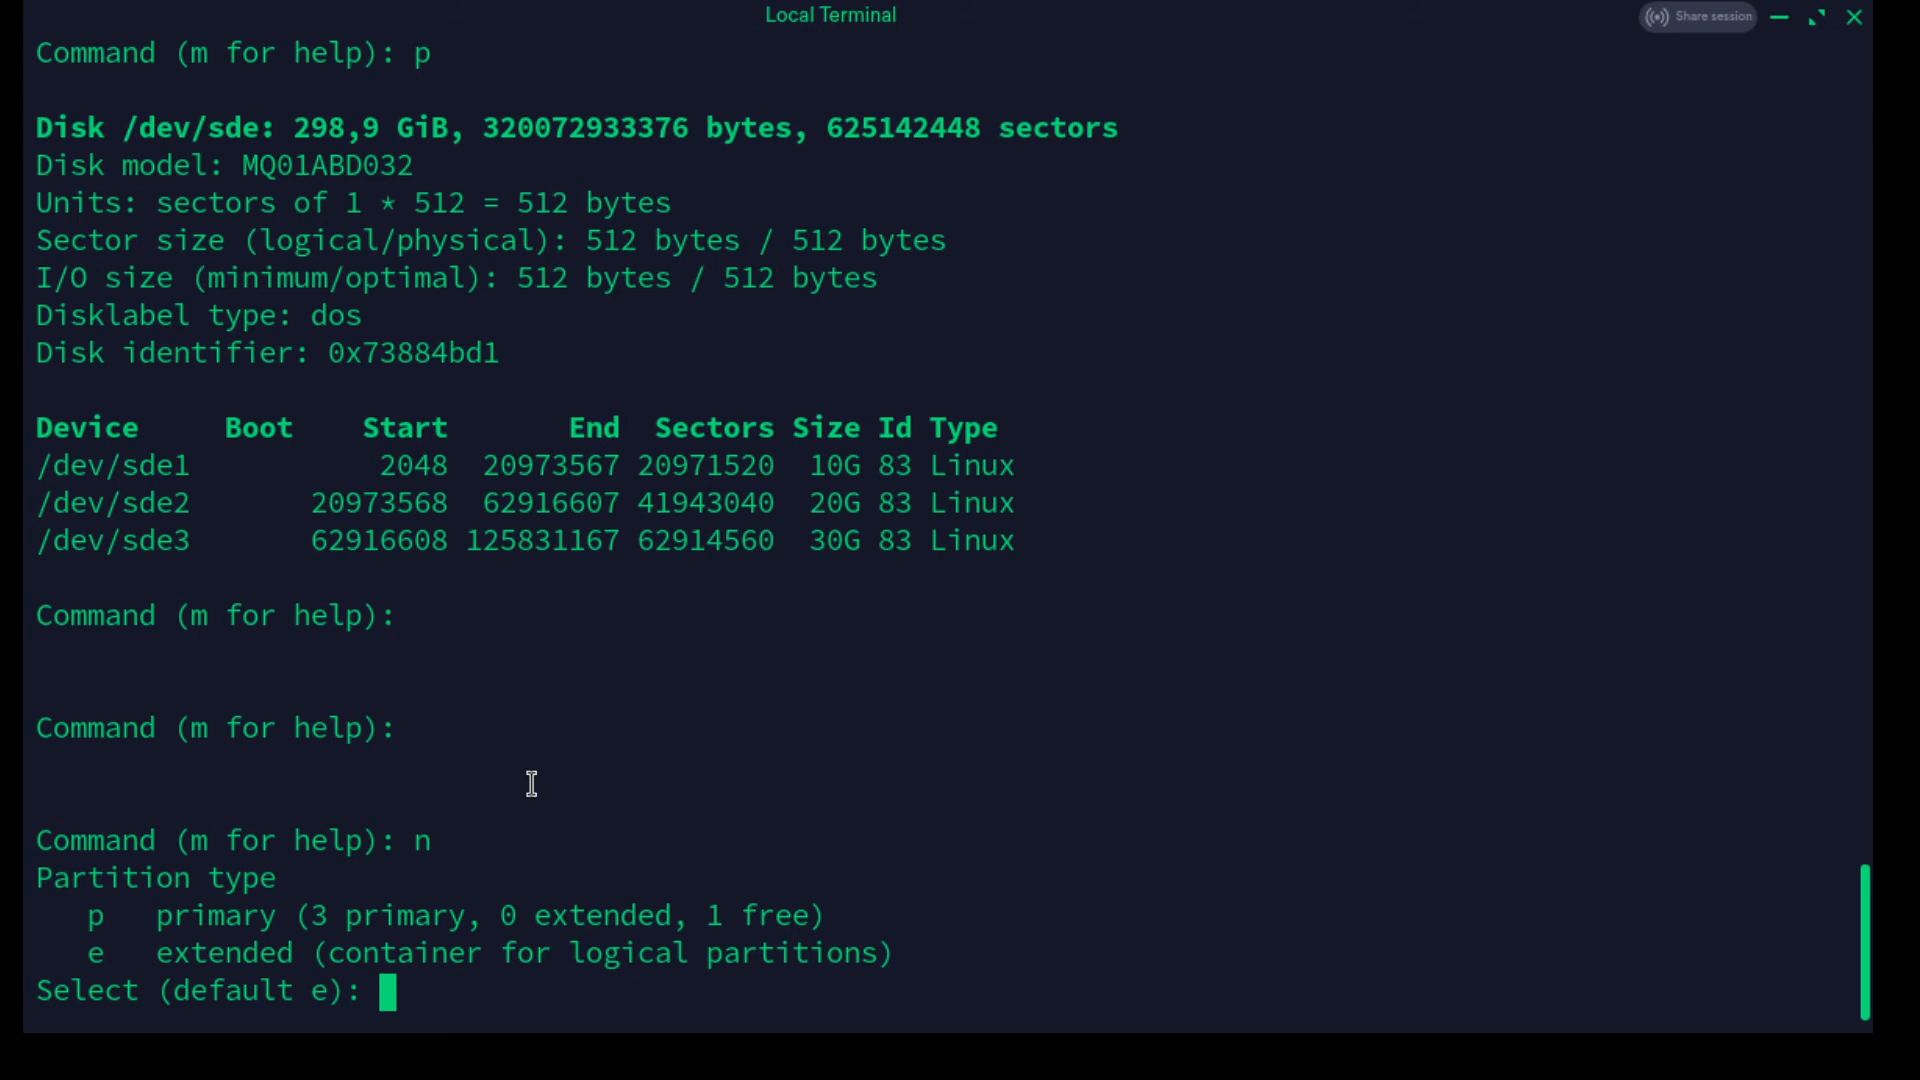 Local Terminal
Share session
Command (m for help): p
Disk /dev/sde: 298,9 GiB, 320072933376 bytes, 625142448 sectors
Disk model: MQ01ABD032
Units: sectors of 1 * 512 = 512 bytes
Sector size (logical/physical): 512 bytes / 512 bytes
I/O size (minimum/optimal): 512 bytes / 512 bytes
Disklabel type: dos
Disk identifier: 0x73884bd1
Device     Boot    Start       End  Sectors Size Id Type
/dev/sde1           2048  20973567 20971520  10G 83 Linux
/dev/sde2       20973568  62916607 41943040  20G 83 Linux
/dev/sde3       62916608 125831167 62914560  30G 83 Linux
Command (m for help):
Command (m for help):
Command (m for help): n
Partition type
   p   primary (3 primary, 0 extended, 1 free)
   e   extended (container for logical partitions)
Select (default e):